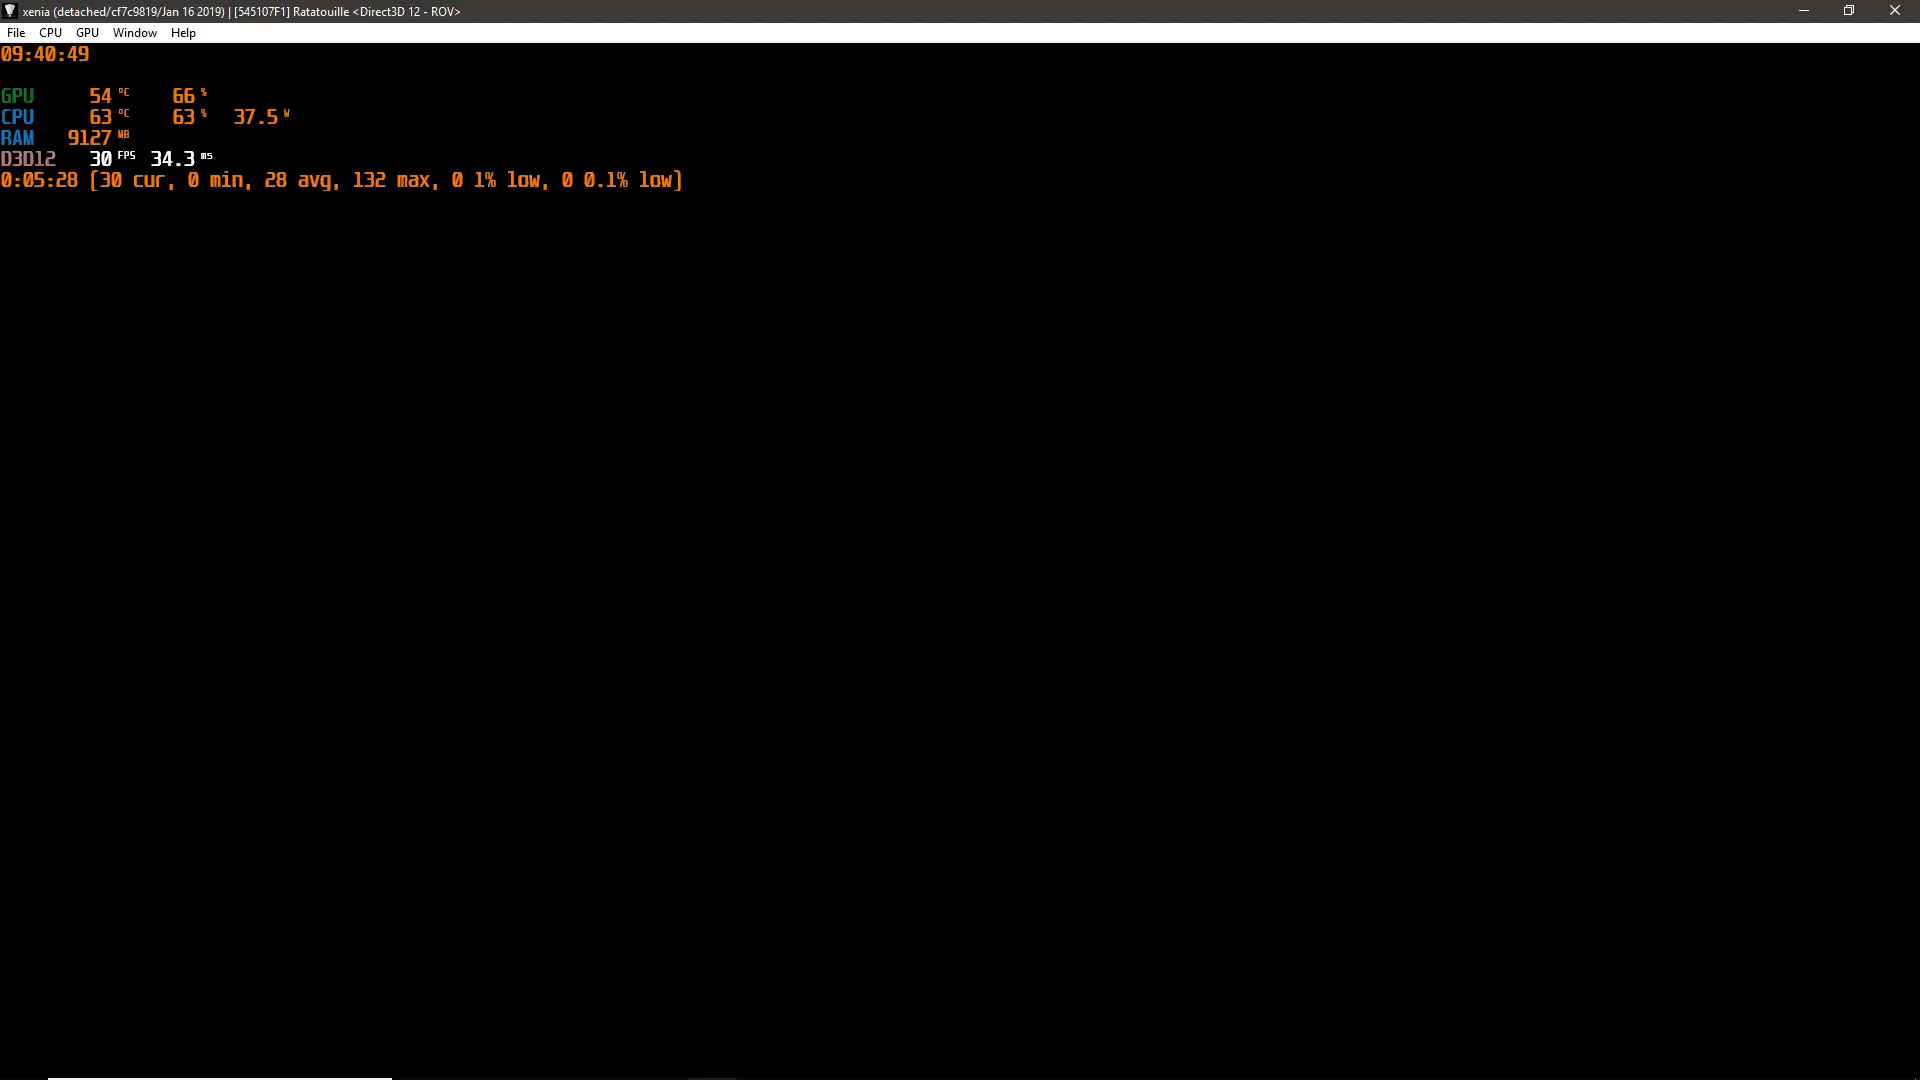 xenia (detached/cf7c9819/Jan 16 2019) | [545107F1] Ratatouille <Direct3D 12 - ROV>
File CPU GPU Window Help
09:40:49
GPU 54 °C 66 %
CPU 63 °C 63 % 37.5 W
RAM 9127 MB
D3D12 30 FPS 34.3 ms
0:05:28 [30 cur, 0 min, 28 avg, 132 max, 0 1% low, 0 0.1% low]